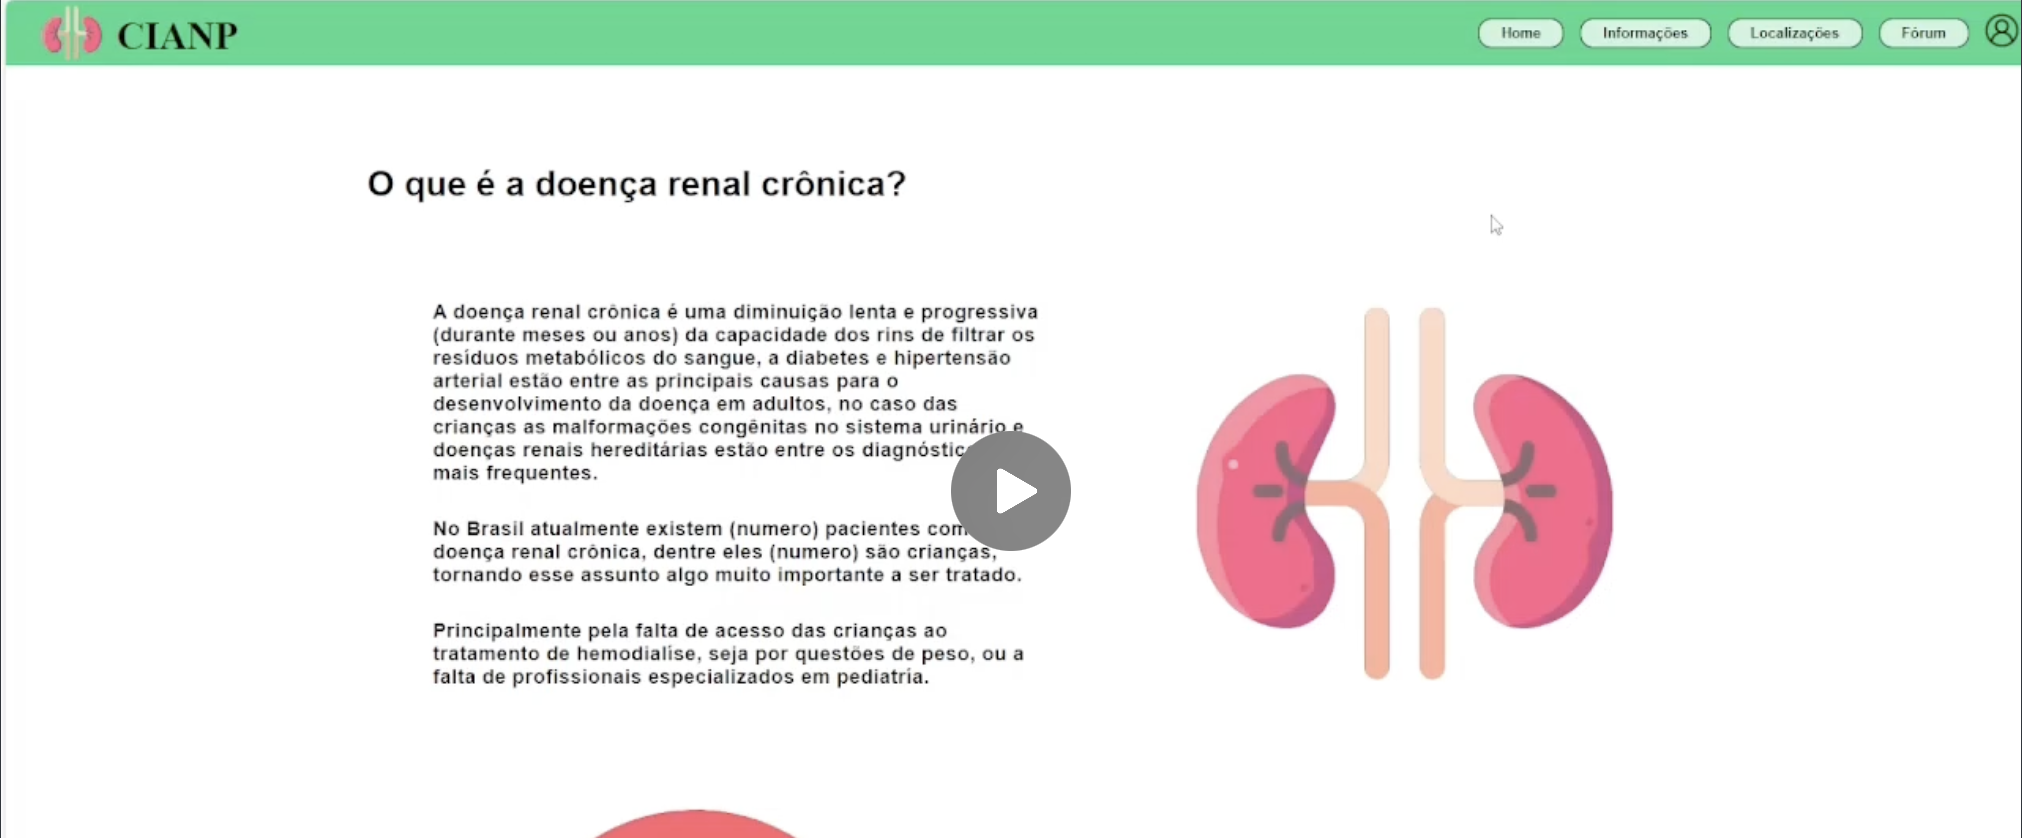 CIANP
Home
Informações
Localizações
Fórum
O que é a doença renal crônica?
A doença renal crônica é uma diminuição lenta e progressiva
(durante meses ou anos) da capacidade dos rins de filtrar os
resíduos metabólicos do sangue, a diabetes e hipertensão
arterial estão entre as principais causas para o
desenvolvimento da doença em adultos, no caso das
crianças as malformações congênitas no sistema urinário e
doenças renais hereditárias estão entre os
mais frequentes.
No Brasil atualmente existem (numero) pacientes com
doença renal crônica, dentre eles (numero) são crianças,
tornando esse assunto algo muito importante a ser tratado.
Principalmente pela falta de acesso das crianças ao
tratamento de hemodialise, seja por questões de peso, ou a
falta de profissionais especializados em pediatria.